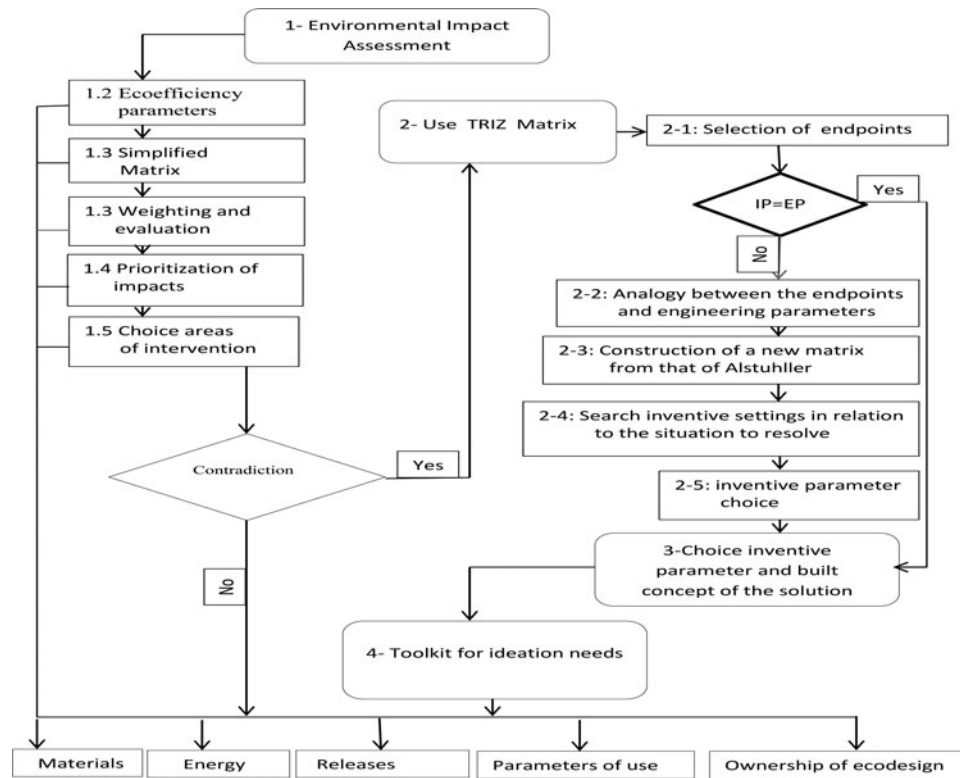 1- Environmental Impact
Assessment
1.2 Ecoefficiency
parameters
1.3 Simplified
Matrix
1.3 Weighting and
evaluation
1.4 Prioritization of
impacts
1.5 Choice areas
of intervention
Contradiction
Yes
No
2- Use TRIZ Matrix
2-1: Selection of endpoints
IP=EP
Yes
No
2-2: Analogy between the endpoints
and engineering parameters
2-3: Construction of a new matrix
from that of Alstuhller
2-4: Search inventive settings in relation
to the situation to resolve
2-5: inventive parameter
choice
3-Choice inventive
parameter and built
concept of the solution
4- Toolkit for ideation needs
Materials
Energy
Releases
Parameters of use
Ownership of ecodesign